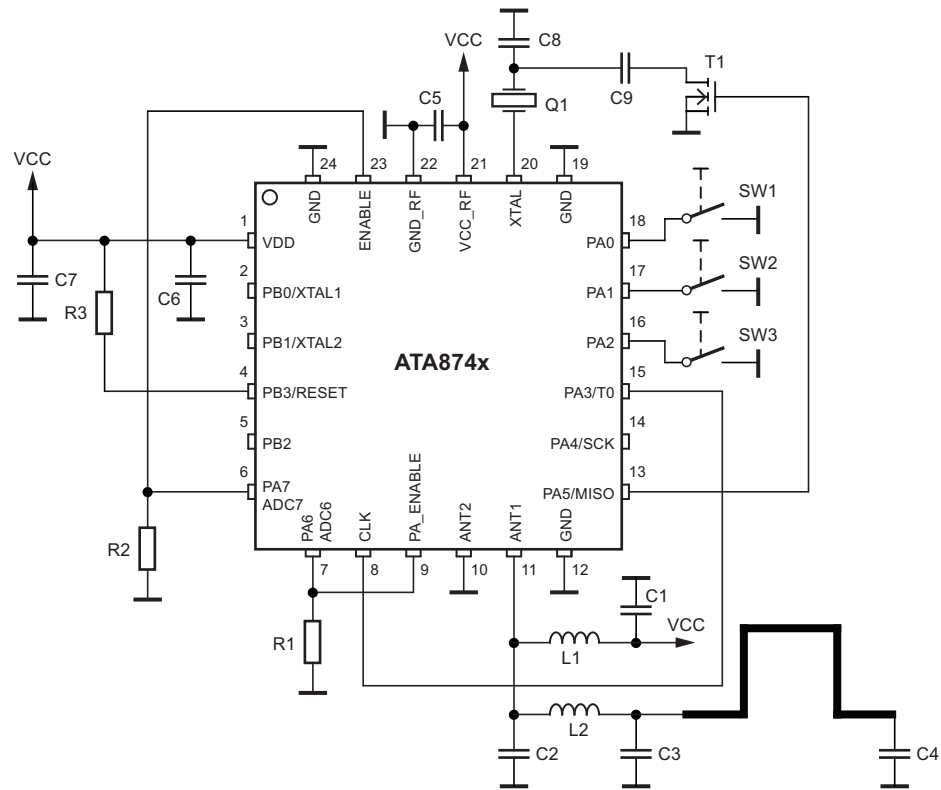 C8
VCC
T1
C5
C9
Q1
VCC
24
23
22
21
20
19
GND
ENABLE
GND_RF
VCC_RF
XTAL
GND
1
VDD
18
PA0
SW1
C7
R3
C6
2
PB0/XTAL1
17
PA1
SW2
3
PB1/XTAL2
16
PA2
SW3
ATA874x
4
PB3/RESET
15
PA3/T0
5
PB2
14
PA4/SCK
6
PA7
ADC7
13
PA5/MISO
PA6
ADC6
CLK
PA_ENABLE
ANT2
ANT1
GND
R2
7
8
9
10
11
12
C1
R1
VCC
L1
L2
C2
C3
C4